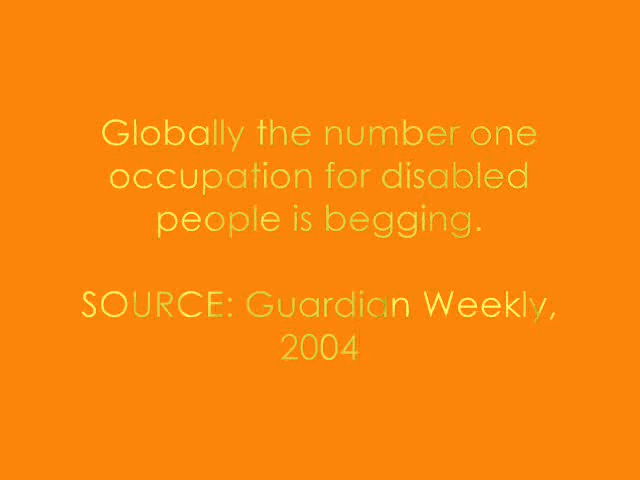 Globally the number one
occupation for disabled
people is begging.
SOURCE: Guardian Weekly,
2004